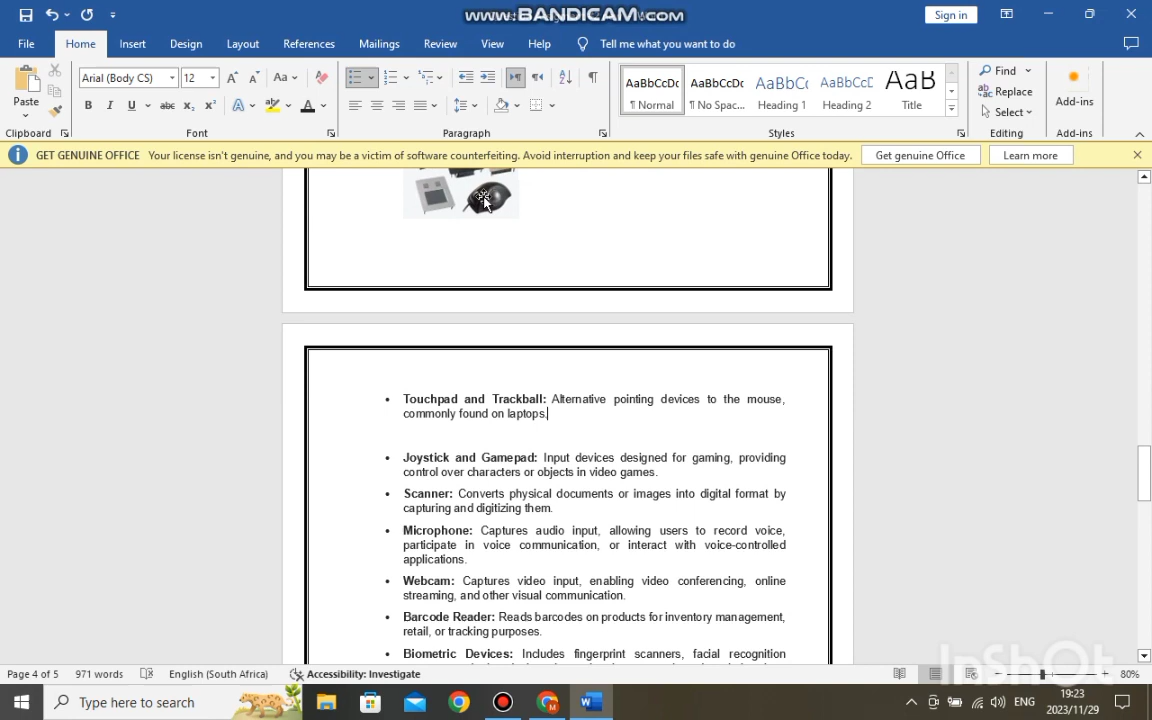 www.BANDICAM.com
Sign in
File Home Insert Design Layout References Mailings Review View Help Tell me what you want to do
Paste
Arial (Body CS) 12 Aa
B I U abc x₂ x² A A
AaBbCcDc AaBbCcDc AaBbCc AaBbCcD AaB
¶ Normal ¶ No Spac... Heading 1 Heading 2 Title
Find
Replace
Select
Add-ins
Clipboard Font Paragraph Styles Editing Add-ins
GET GENUINE OFFICE Your license isn't genuine, and you may be a victim of software counterfeiting. Avoid interruption and keep your files safe with genuine Office today. Get genuine Office Learn more
• Touchpad and Trackball: Alternative pointing devices to the mouse,
commonly found on laptops.
• Joystick and Gamepad: Input devices designed for gaming, providing
control over characters or objects in video games.
• Scanner: Converts physical documents or images into digital format by
capturing and digitizing them.
• Microphone: Captures audio input, allowing users to record voice,
participate in voice communication, or interact with voice-controlled
applications.
• Webcam: Captures video input, enabling video conferencing, online
streaming, and other visual communication.
• Barcode Reader: Reads barcodes on products for inventory management,
retail, or tracking purposes.
• Biometric Devices: Includes fingerprint scanners, facial recognition
InShOt
Page 4 of 5 971 words English (South Africa) Accessibility: Investigate 80%
Type here to search
ENG
19:23
2023/11/29